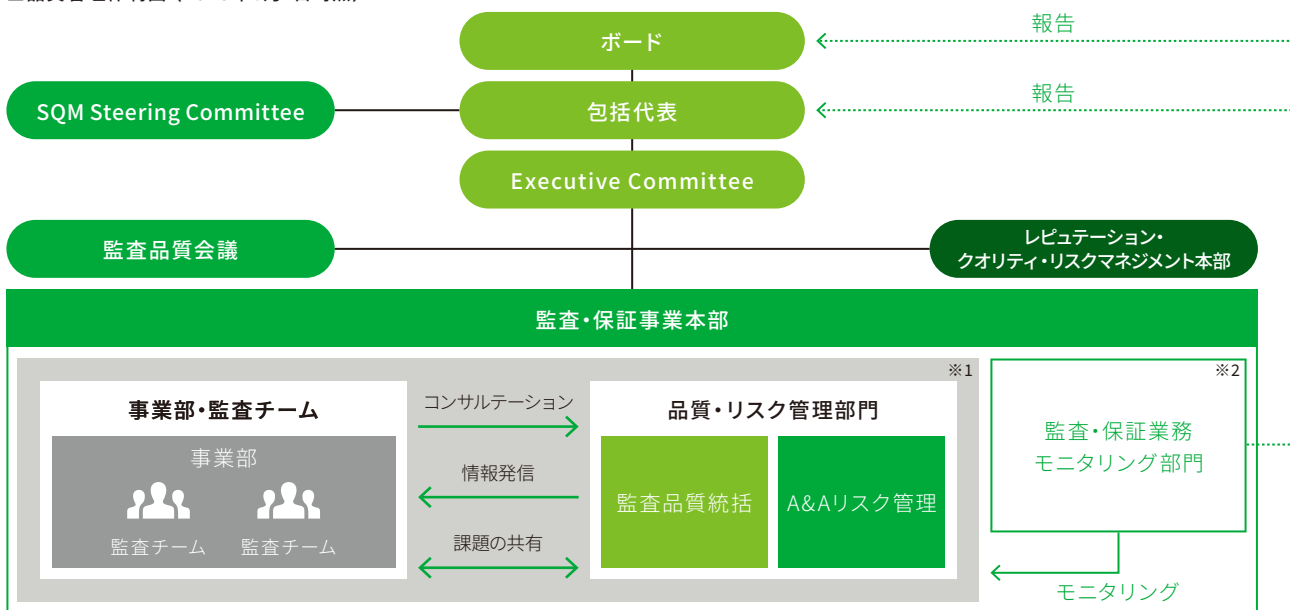 ボード
報告
SQM Steering Committee
包括代表
報告
Executive Committee
監査品質会議
レピュテーション・
クオリティ・リスクマネジメント本部
監査・保証事業本部
※1
事業部・監査チーム
事業部
監査チーム
監査チーム
コンサルテーション
情報発信
課題の共有
品質・リスク管理部門
監査品質統括
A&Aリスク管理
※2
監査・保証業務
モニタリング部門
モニタリング